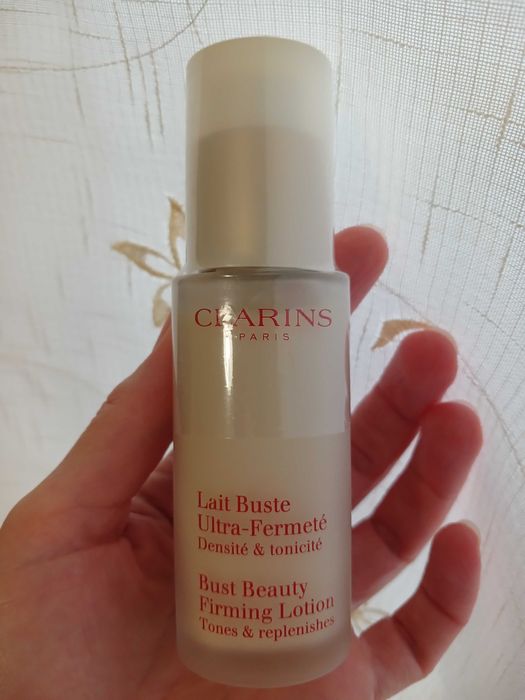 CLARINS
PARIS
Lait Buste
Ultra-Fermeté
Densité & tonicité
Bust Beauty
Firming Lotion
Tones & replenishes